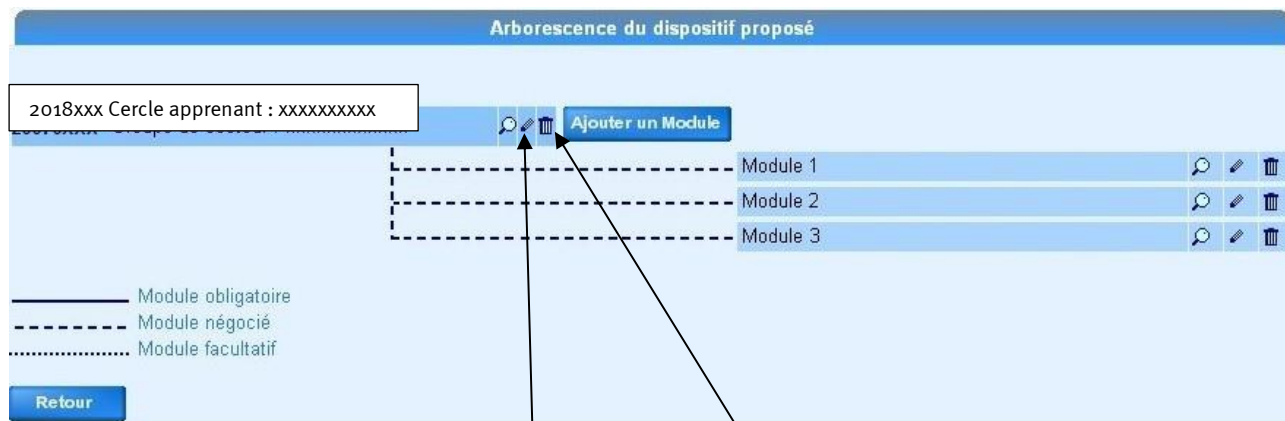 Arborescence du dispositif proposé
2018xxx Cercle apprenant : xxxxxxxxxx
Ajouter un Module
Module 1
Module 2
Module 3
Module obligatoire
Module négocié
Module facultatif
Retour